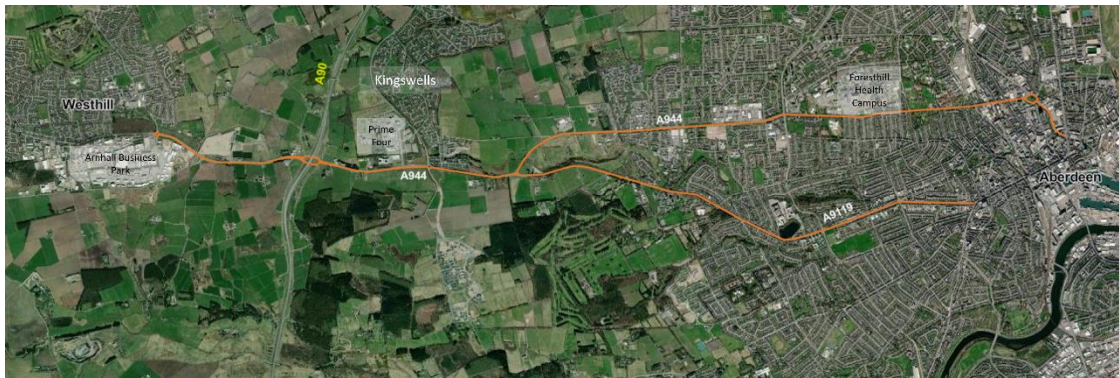 A90
Kingswells
Westhill
Foresthill
Health
Campus
Prime
Four
A944
Arnhall Business
Park
A944
Aberdeen
A9119